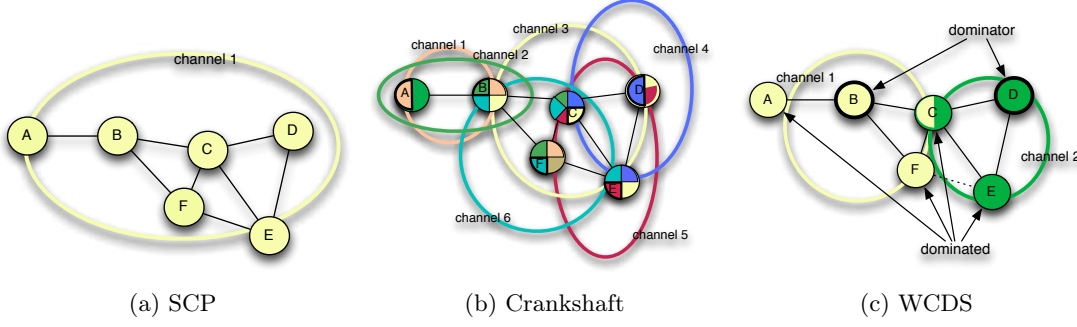 channel 1
A
B
C
D
F
E
(a) SCP
channel 1
channel 2
channel 3
channel 4
A
B
C
D
F
E
channel 6
channel 5
(b) Crankshaft
dominator
channel 1
A
B
C
D
F
E
channel 2
dominated
(c) WCDS